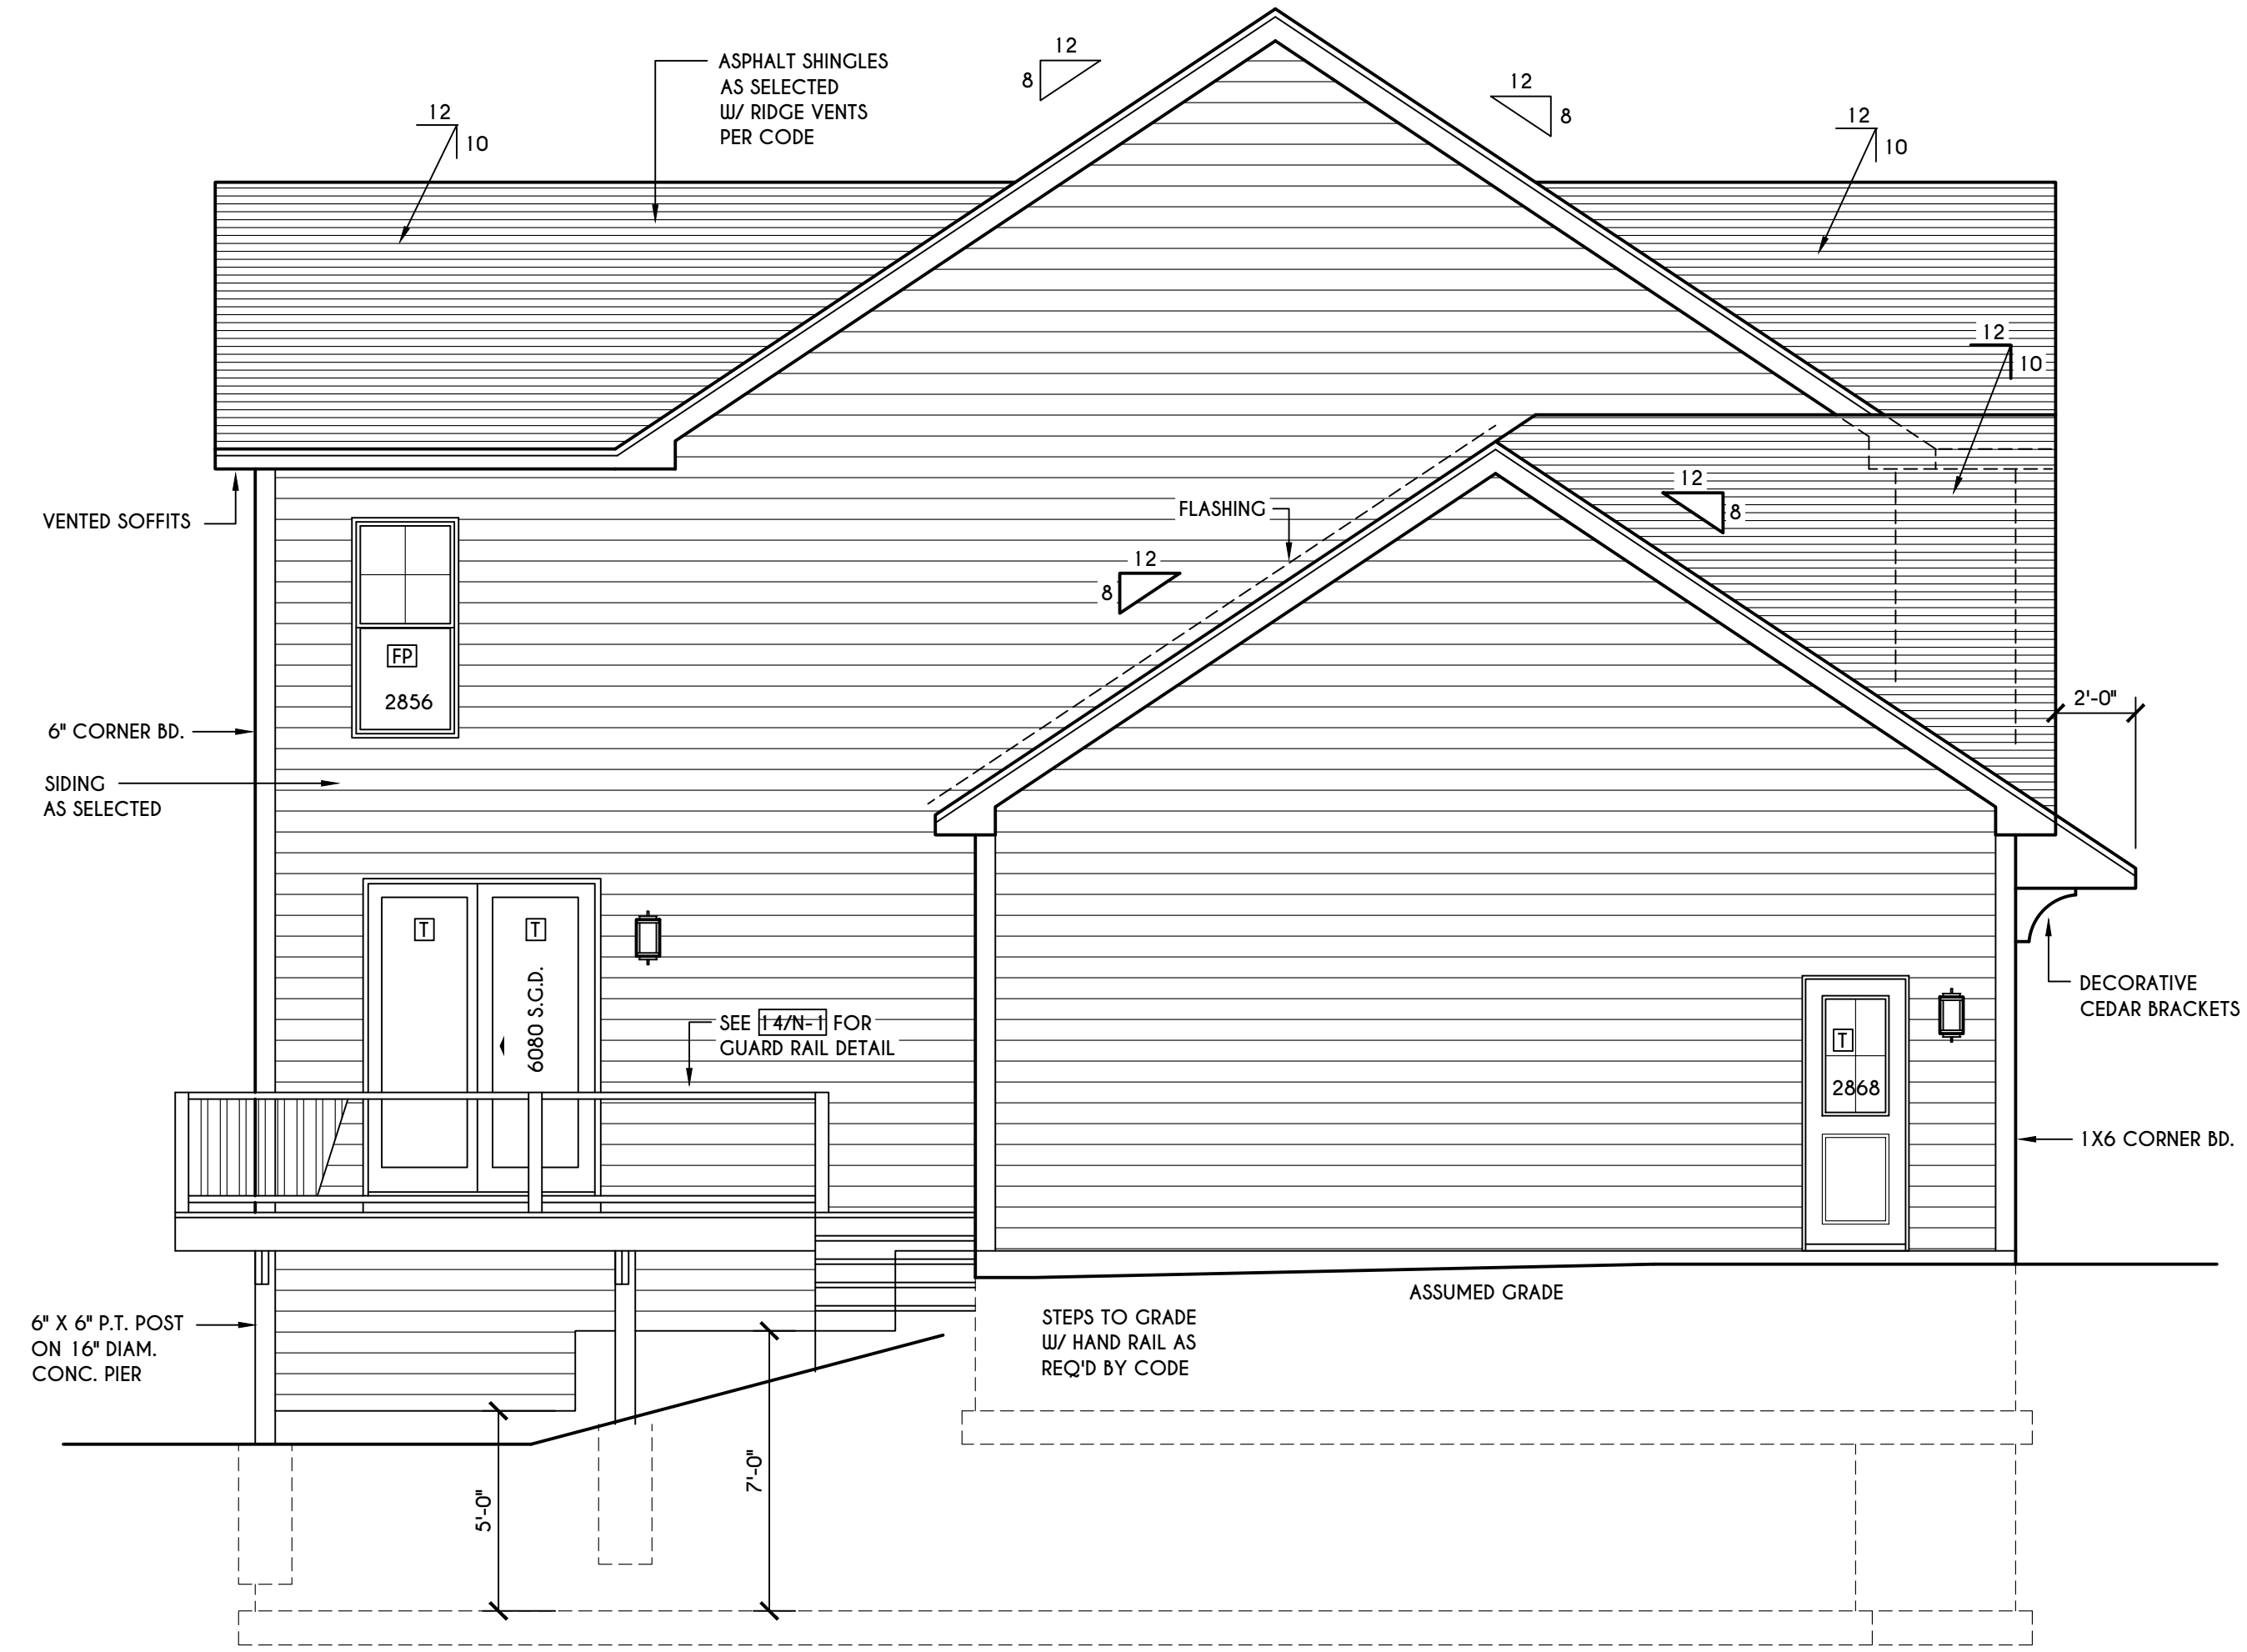 12
8
ASPHALT SHINGLES
AS SELECTED
W/ RIDGE VENTS
PER CODE
12
8
12
10
12
10
12
10
VENTED SOFFITS
FLASHING
12
8
12
8
FP
2856
2'-0"
6" CORNER BD.
SIDING
AS SELECTED
T
T
6080 S.G.D.
SEE 14/N-1 FOR
GUARD RAIL DETAIL
DECORATIVE
CEDAR BRACKETS
T
2868
1X6 CORNER BD.
ASSUMED GRADE
STEPS TO GRADE
W/ HAND RAIL AS
REQ'D BY CODE
6" X 6" P.T. POST
ON 16" DIAM.
CONC. PIER
5'-0"
7'-0"